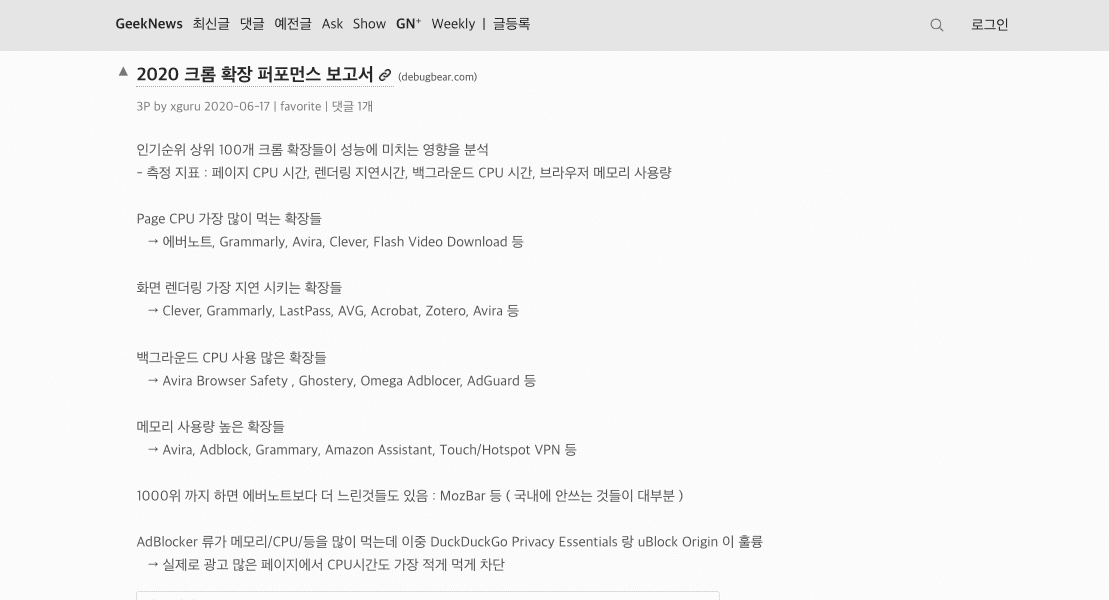 GeekNews 최신글 댓글 예전글 Ask Show GN⁺ Weekly | 글등록 로그인
▲ 2020 크롬 확장 퍼포먼스 보고서 (debugbear.com)
3P by xguru 2020-06-17 | favorite | 댓글 1개
인기순위 상위 100개 크롬 확장들이 성능에 미치는 영향을 분석
- 측정 지표 : 페이지 CPU 시간, 렌더링 지연시간, 백그라운드 CPU 시간, 브라우저 메모리 사용량
Page CPU 가장 많이 먹는 확장들
→ 에버노트, Grammarly, Avira, Clever, Flash Video Download 등
화면 렌더링 가장 지연 시키는 확장들
→ Clever, Grammarly, LastPass, AVG, Acrobat, Zotero, Avira 등
백그라운드 CPU 사용 많은 확장들
→ Avira Browser Safety , Ghostery, Omega Adblocer, AdGuard 등
메모리 사용량 높은 확장들
→ Avira, Adblock, Grammary, Amazon Assistant, Touch/Hotspot VPN 등
1000위 까지 하면 에버노트보다 더 느린것들도 있음 : MozBar 등 ( 국내에 안쓰는 것들이 대부분 )
AdBlocker 류가 메모리/CPU/등을 많이 먹는데 이중 DuckDuckGo Privacy Essentials 랑 uBlock Origin 이 훌륭
→ 실제로 광고 많은 페이지에서 CPU시간도 가장 적게 먹게 차단